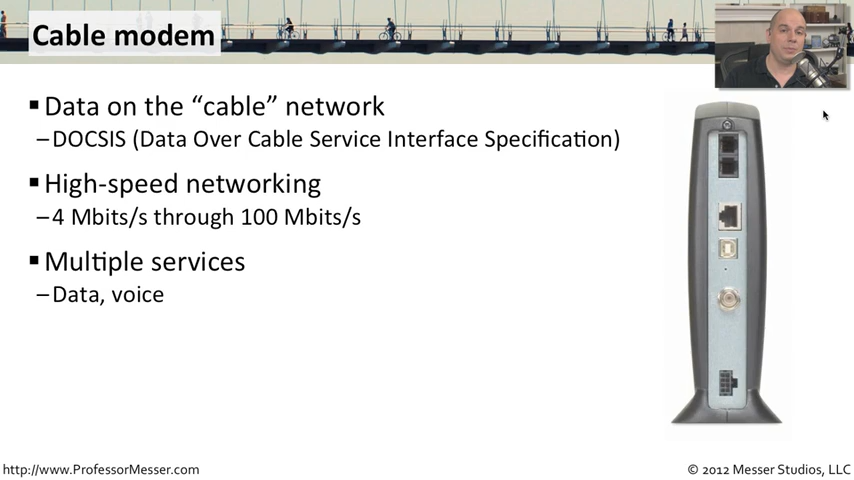 Cable modem
▪ Data on the “cable” network
–DOCSIS (Data Over Cable Service Interface Specification)
▪ High-speed networking
–4 Mbits/s through 100 Mbits/s
▪ Multiple services
–Data, voice
http://www.ProfessorMesser.com
© 2012 Messer Studios, LLC